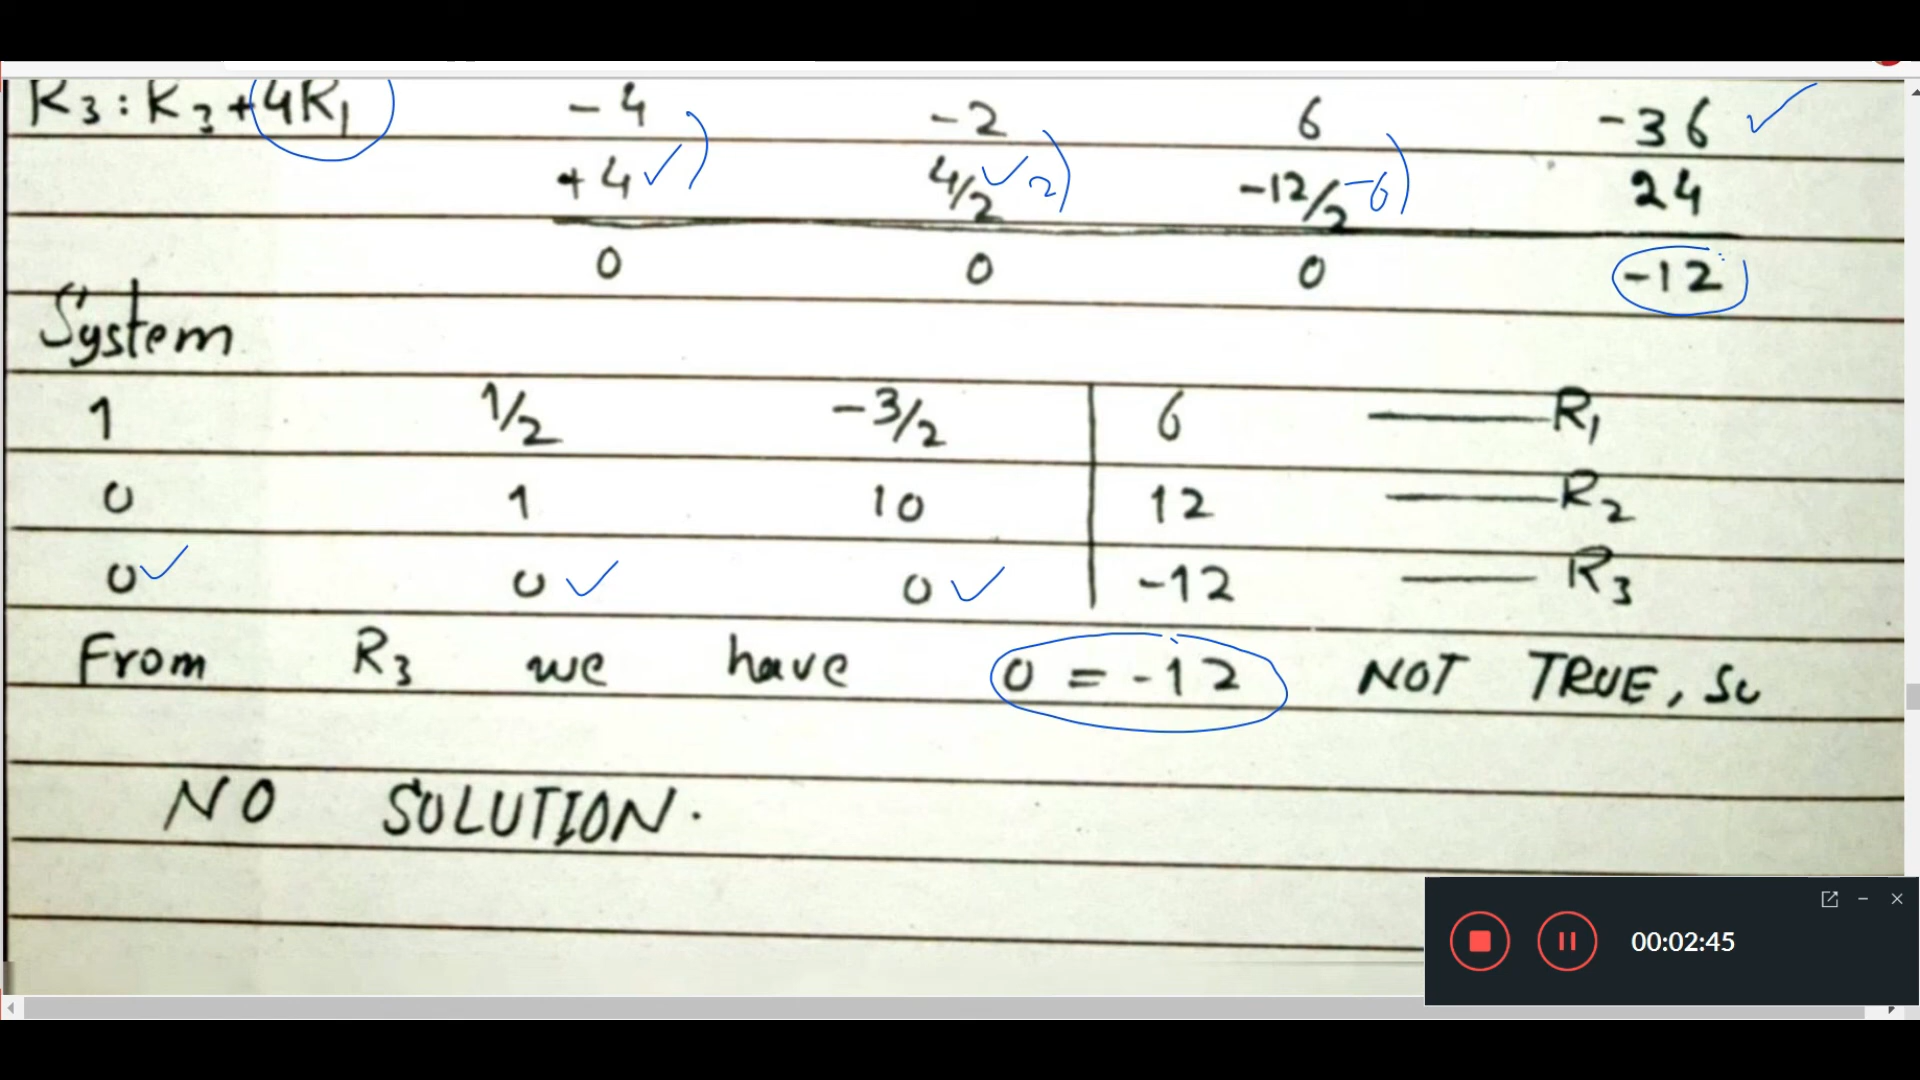 R3 : R3 + 4R1 -4 -2 6 -36
+4 4/2 2 -12/2 -6 24
0 0 0 -12
System
1 1/2 -3/2 6 R1
0 1 10 12 R2
0 0 0 -12 R3
From R3 we have 0 = -12 NOT TRUE, So
NO SOLUTION.
00:02:45